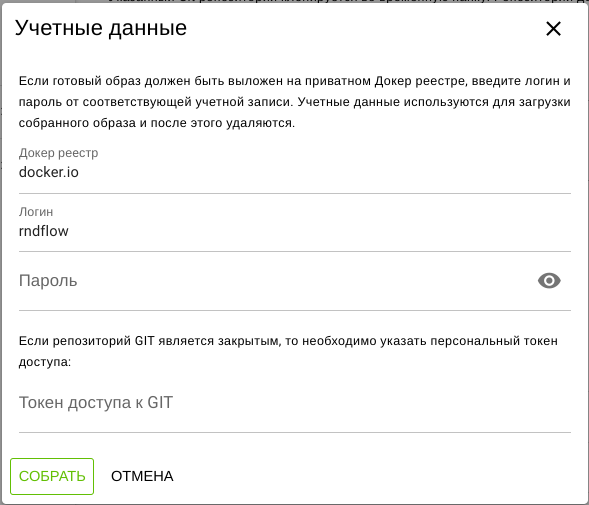 Учетные данные
Если готовый образ должен быть выложен на приватном Докер реестре, введите логин и
пароль от соответствующей учетной записи. Учетные данные используются для загрузки
собранного образа и после этого удаляются.
Докер реестр
docker.io
Логин
rndflow
Пароль
Если репозиторий GIT является закрытым, то необходимо указать персональный токен
доступа:
Токен доступа к GIT
СОБРАТЬ ОТМЕНА